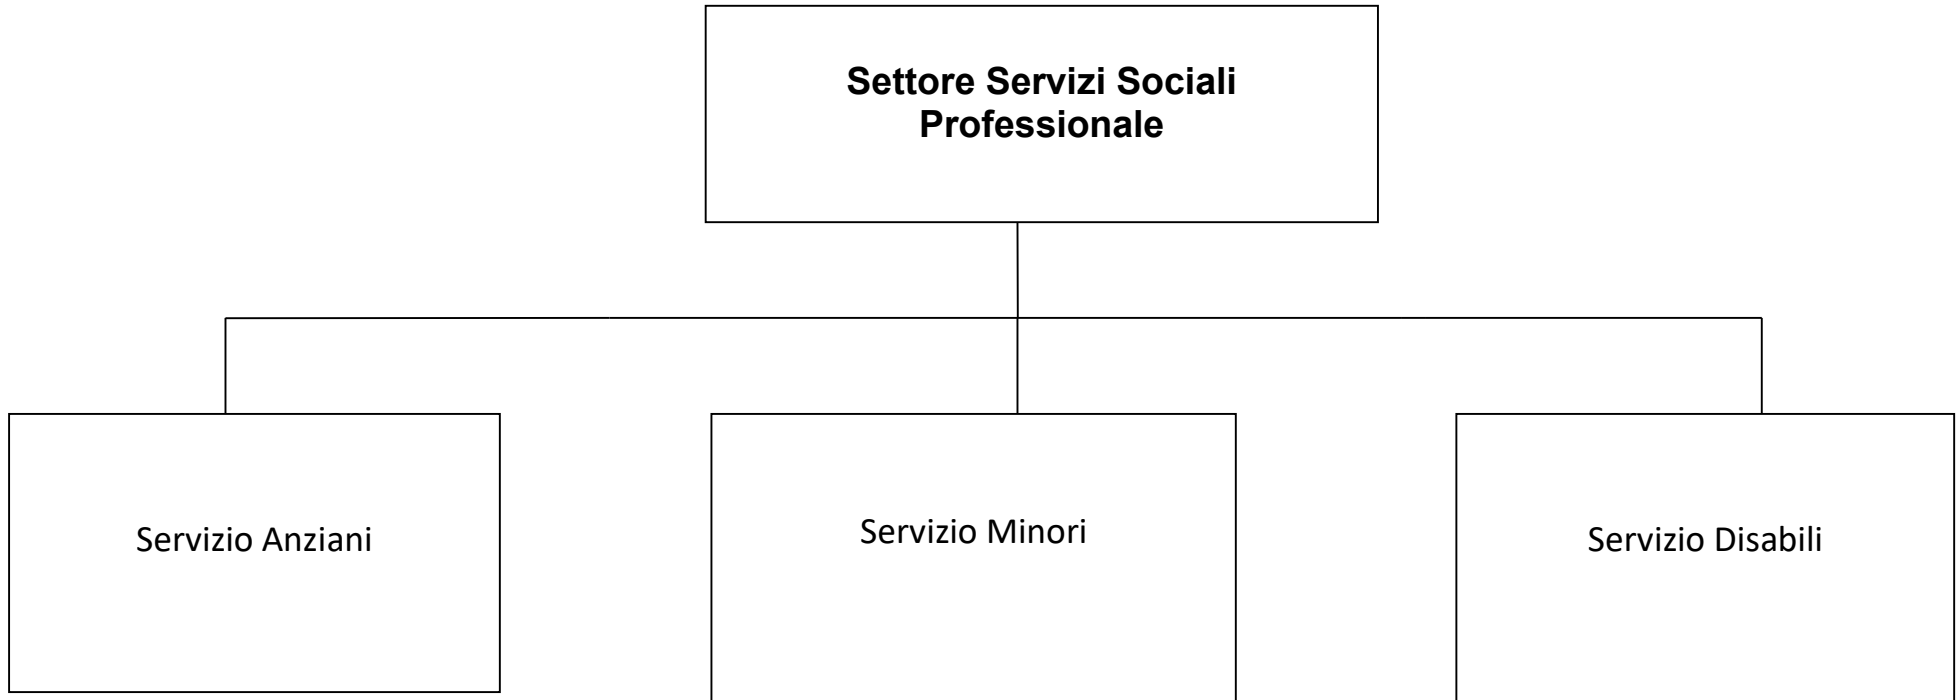 Settore Servizi Sociali
Professionale
Servizio Anziani
Servizio Minori
Servizio Disabili